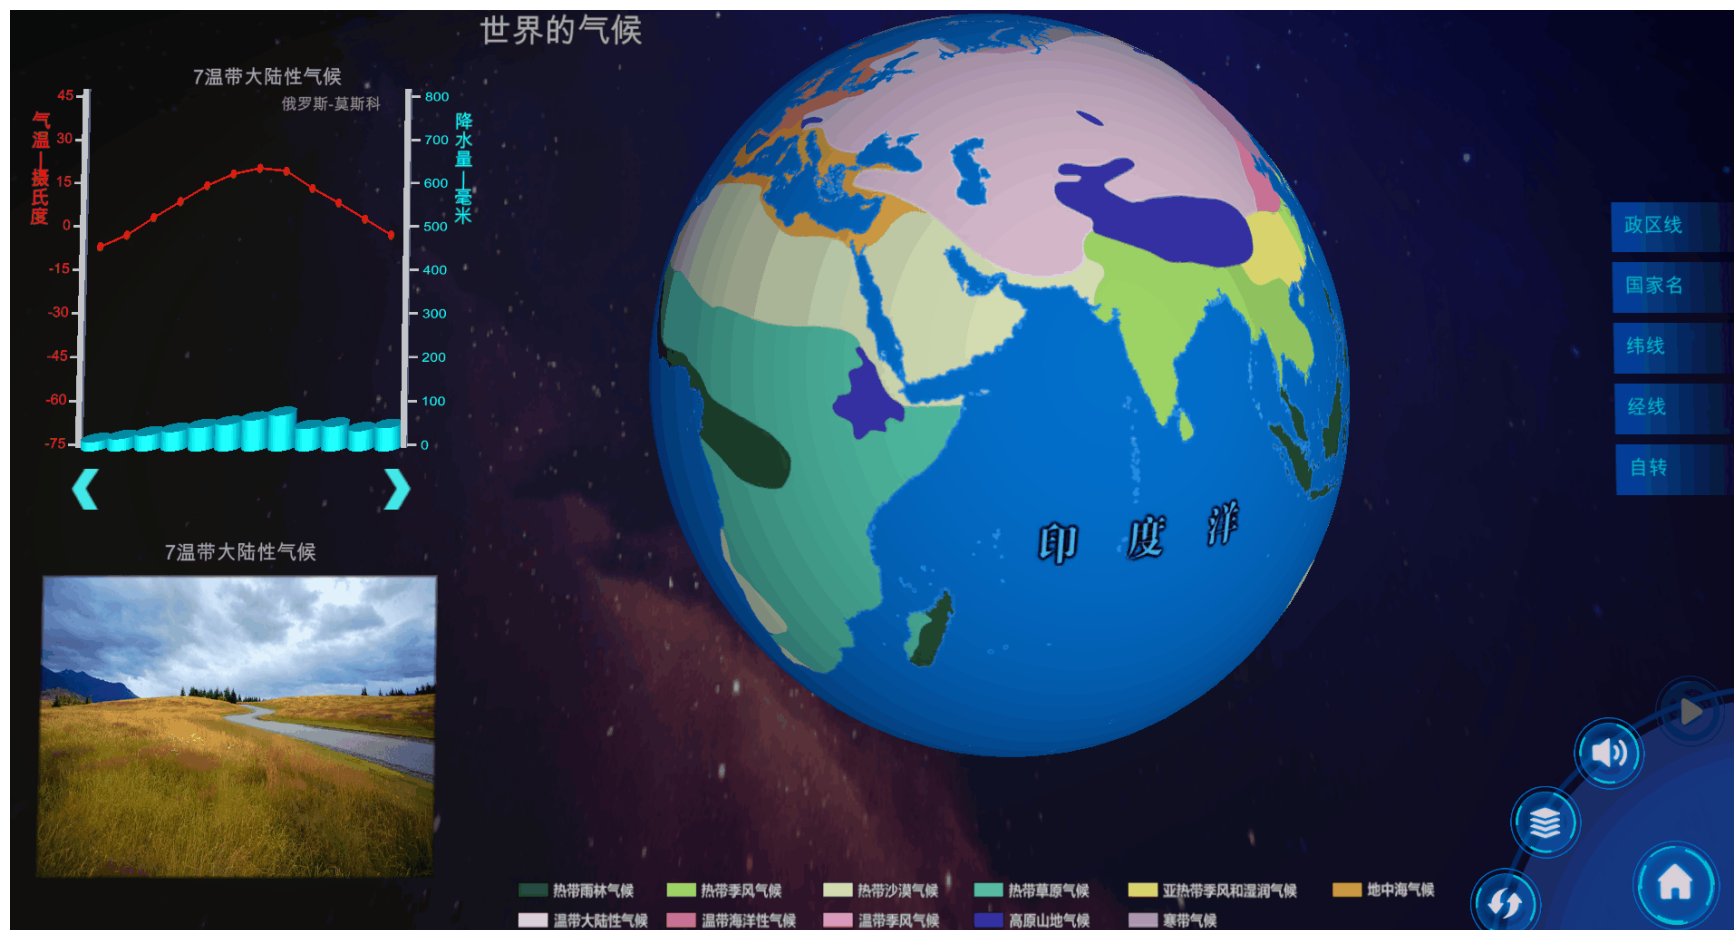 世界的气候
7温带大陆性气候
俄罗斯-莫斯科
气温—摄氏度
45
30
15
0
-15
-30
-45
-60
-75
降水量—毫米
800
700
600
500
400
300
200
100
0
7温带大陆性气候
印度洋
政区线
国家名
纬线
经线
自转
热带雨林气候 热带季风气候 热带沙漠气候 热带草原气候 亚热带季风和湿润气候 地中海气候
温带大陆性气候 温带海洋性气候 温带季风气候 高原山地气候 寒带气候